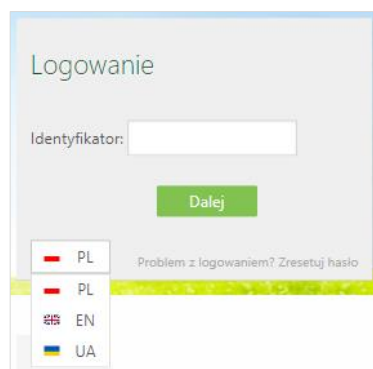 Logowanie
Identyfikator:
Dalej
PL
Problem z logowaniem? Zresetuj hasło
PL
EN
UA